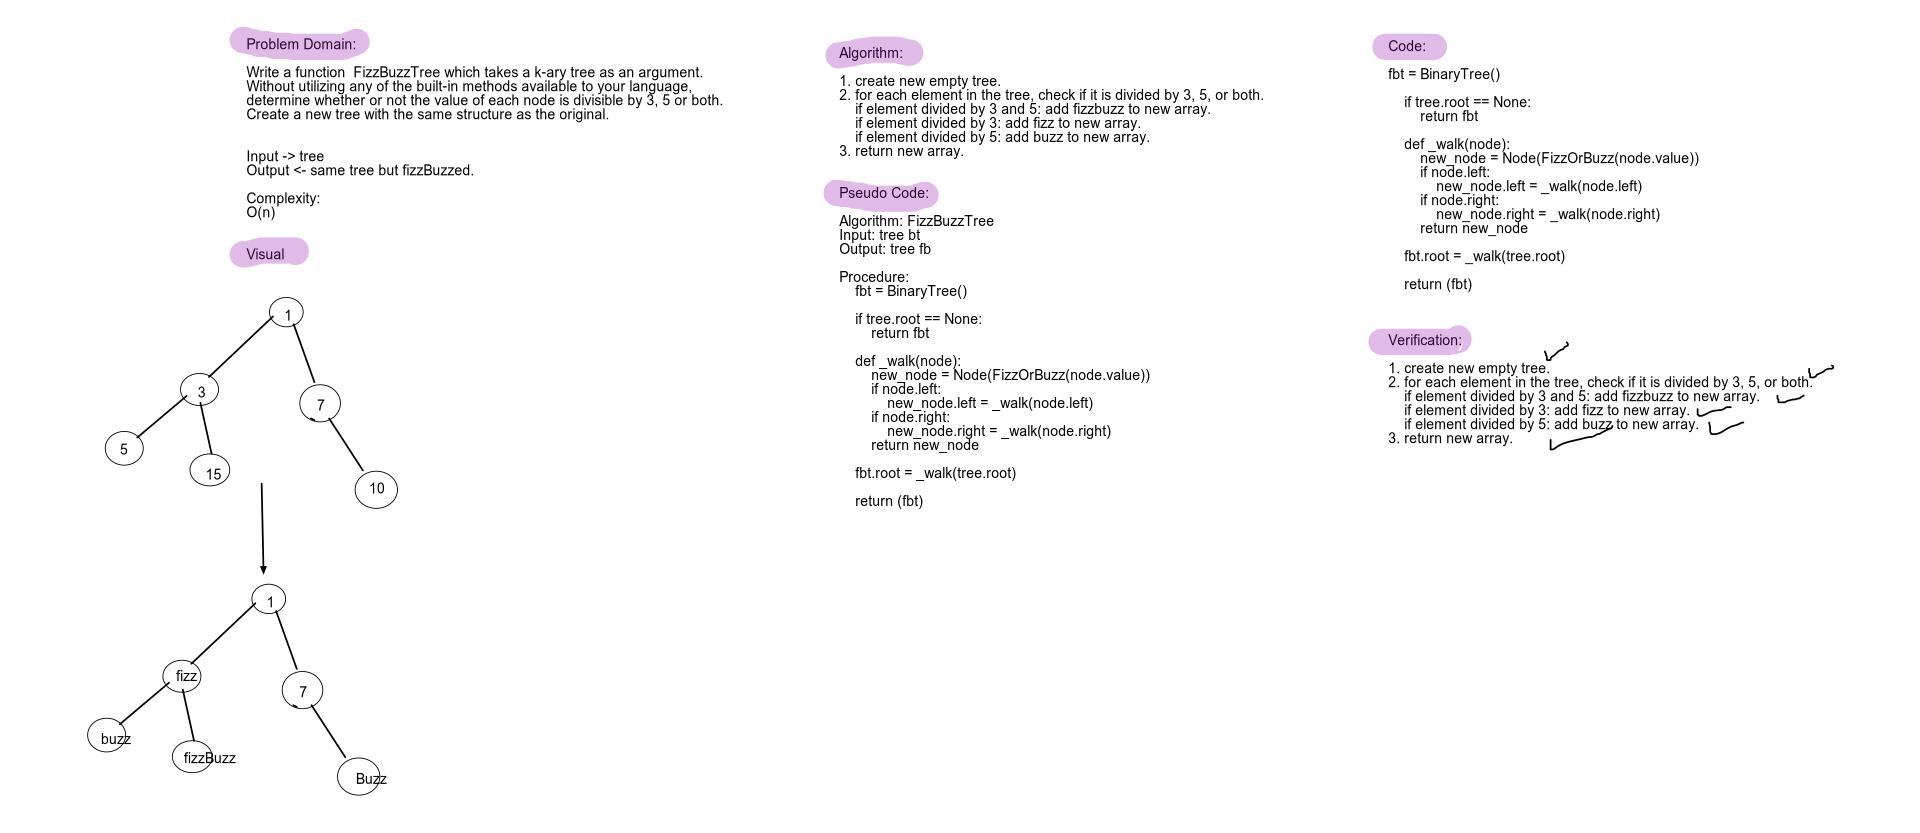 Problem Domain:
Write a function  FizzBuzzTree which takes a k-ary tree as an argument.
Without utilizing any of the built-in methods available to your language,
determine whether or not the value of each node is divisible by 3, 5 or both.
Create a new tree with the same structure as the original.
Input -> tree
Output <- same tree but fizzBuzzed.
Complexity:
O(n)
Visual
1
3
7
5
15
10
1
fizz
7
buzz
fizzBuzz
Buzz
Algorithm:
1. create new empty tree.
2. for each element in the tree, check if it is divided by 3, 5, or both.
if element divided by 3 and 5: add fizzbuzz to new array.
if element divided by 3: add fizz to new array.
if element divided by 5: add buzz to new array.
3. return new array.
Pseudo Code:
Algorithm: FizzBuzzTree
Input: tree bt
Output: tree fb
Procedure:
fbt = BinaryTree()
if tree.root == None:
return fbt
def _walk(node):
new_node = Node(FizzOrBuzz(node.value))
if node.left:
new_node.left = _walk(node.left)
if node.right:
new_node.right = _walk(node.right)
return new_node
fbt.root = _walk(tree.root)
return (fbt)
Code:
fbt = BinaryTree()
if tree.root == None:
return fbt
def _walk(node):
new_node = Node(FizzOrBuzz(node.value))
if node.left:
new_node.left = _walk(node.left)
if node.right:
new_node.right = _walk(node.right)
return new_node
fbt.root = _walk(tree.root)
return (fbt)
Verification:
1. create new empty tree.
2. for each element in the tree, check if it is divided by 3, 5, or both.
if element divided by 3 and 5: add fizzbuzz to new array.
if element divided by 3: add fizz to new array.
if element divided by 5: add buzz to new array.
3. return new array.